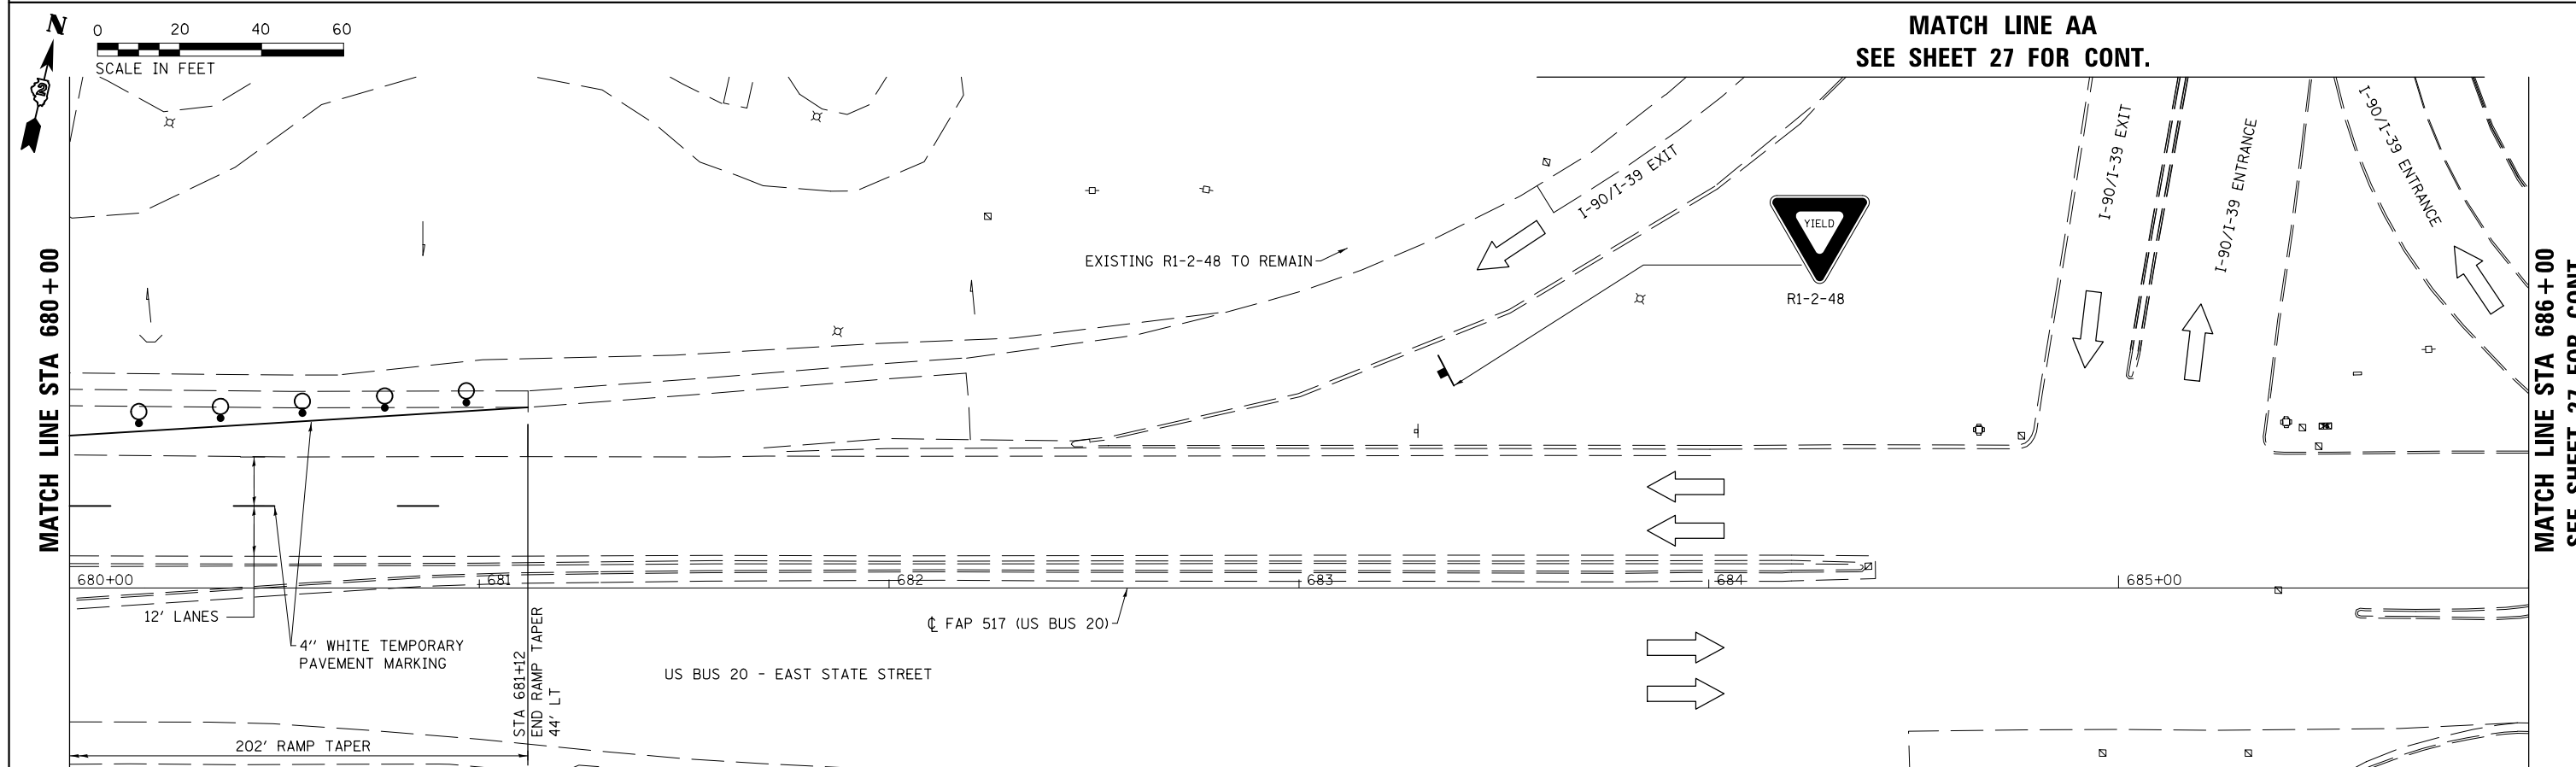 MATCH LINE AA
SEE SHEET 27 FOR CONT.
N
2
0 20 40 60
SCALE IN FEET
I-90/I-39 EXIT
I-90/I-39 EXIT
I-90/I-39 ENTRANCE
I-90/I-39 ENTRANCE
YIELD
R1-2-48
EXISTING R1-2-48 TO REMAIN
MATCH LINE STA 680+00
MATCH LINE STA 686+00
SEE SHEET 27 FOR CONT.
680+00 681 682 683 684 685+00
12' LANES
4" WHITE TEMPORARY
PAVEMENT MARKING
℄ FAP 517 (US BUS 20)
US BUS 20 - EAST STATE STREET
STA 681+12
END RAMP TAPER
44' LT
202' RAMP TAPER